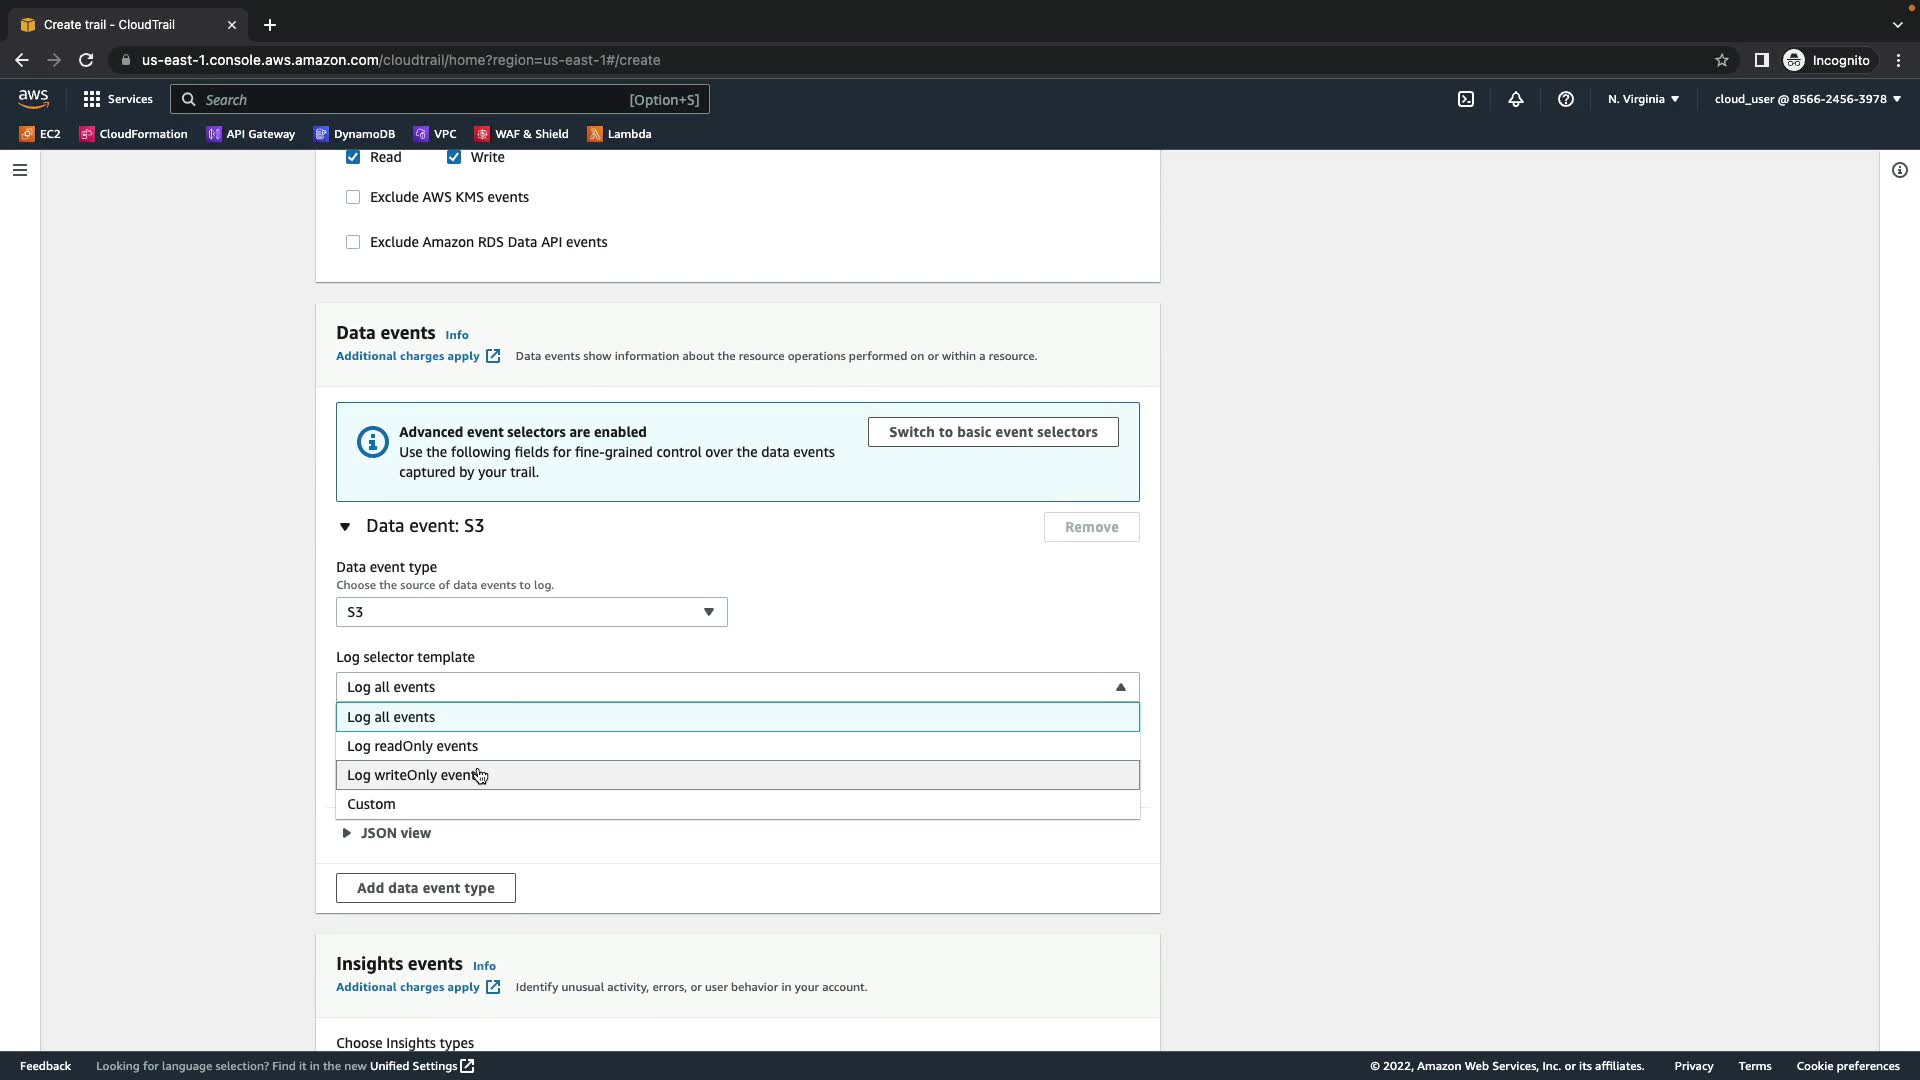 Create trail - CloudTrail
us-east-1.console.aws.amazon.com/cloudtrail/home?region=us-east-1#/create
Incognito
aws
Services
Search
[Option+S]
N. Virginia
cloud_user @ 8566-2456-3978
EC2
CloudFormation
API Gateway
DynamoDB
VPC
WAF & Shield
Lambda
Read
Write
Exclude AWS KMS events
Exclude Amazon RDS Data API events
Data events Info
Additional charges apply
Data events show information about the resource operations performed on or within a resource.
Advanced event selectors are enabled
Use the following fields for fine-grained control over the data events
captured by your trail.
Switch to basic event selectors
Data event: S3
Remove
Data event type
Choose the source of data events to log.
S3
Log selector template
Log all events
Log all events
Log readOnly events
Log writeOnly events
Custom
JSON view
Add data event type
Insights events Info
Additional charges apply
Identify unusual activity, errors, or user behavior in your account.
Choose Insights types
Feedback
Looking for language selection? Find it in the new Unified Settings
© 2022, Amazon Web Services, Inc. or its affiliates.
Privacy
Terms
Cookie preferences